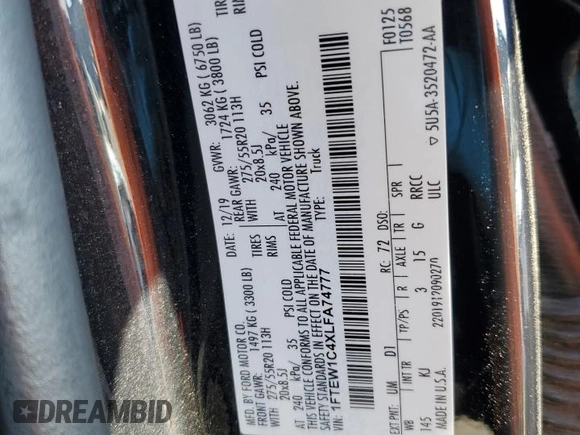 MFD. BY FORD MOTOR CO.
DATE: 12/19 GVWR: 3062 KG ( 6750 LB)
FRONT GAWR: 1497 KG ( 3300 LB) REAR GAWR: 1724 KG ( 3800 LB)
WITH 275/55R20 113H TIRES WITH 275/55R20 113H TIR
20x8.5J RIMS 20x8.5J RIM
AT 240 kPa/ 35 PSI COLD AT 240 kPa/ 35 PSI COLD
THIS VEHICLE CONFORMS TO ALL APPLICABLE FEDERAL MOTOR VEHICLE
SAFETY STANDARDS IN EFFECT ON THE DATE OF MANUFACTURE SHOWN ABOVE.
VIN: 1FTEW1C4XLFA74777 TYPE: Truck
F0125
T0568
EXT PNT: UM D1 RC: 72 DSO:
WB INT TR TP/PS R AXLE TR SPR
145 KJ 3 15 G RRCC
MADE IN U.S.A. 2201912090270 ULC
5U5A-3520472-AA
DREAMBID